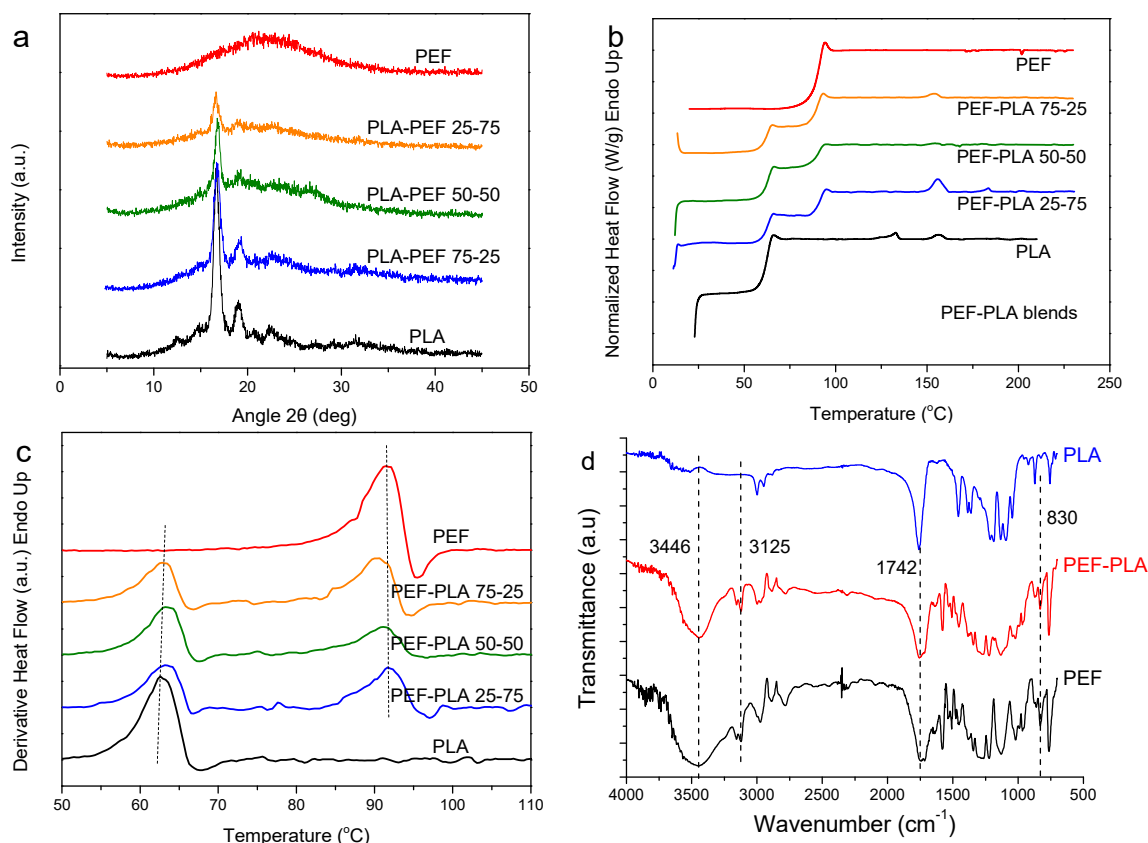 a
PEF
PLA-PEF 25-75
PLA-PEF 50-50
PLA-PEF 75-25
PLA
Intensity (a.u.)
0 10 20 30 40 50
Angle 2θ (deg)
b
PEF
PEF-PLA 75-25
PEF-PLA 50-50
PEF-PLA 25-75
PLA
PEF-PLA blends
Normalized Heat Flow (W/g) Endo Up
0 50 100 150 200 250
Temperature (°C)
c
PEF
PEF-PLA 75-25
PEF-PLA 50-50
PEF-PLA 25-75
PLA
Derivative Heat Flow (a.u.) Endo Up
50 60 70 80 90 100 110
Temperature (°C)
d
PLA
830
3446
3125
1742
PEF-PLA
PEF
Transmittance (a.u)
4000 3500 3000 2500 2000 1500 1000 500
Wavenumber (cm-1)